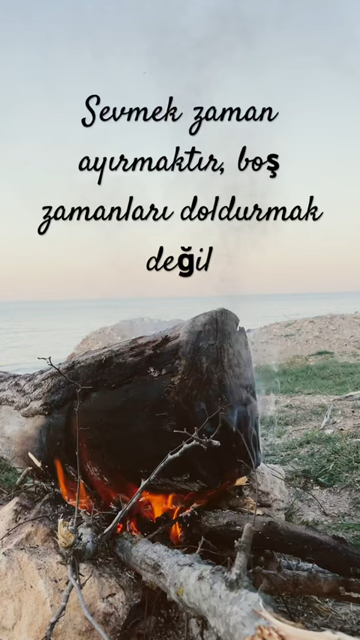 Sevmek zaman
ayırmaktır, boş
zamanları doldurmak
değil